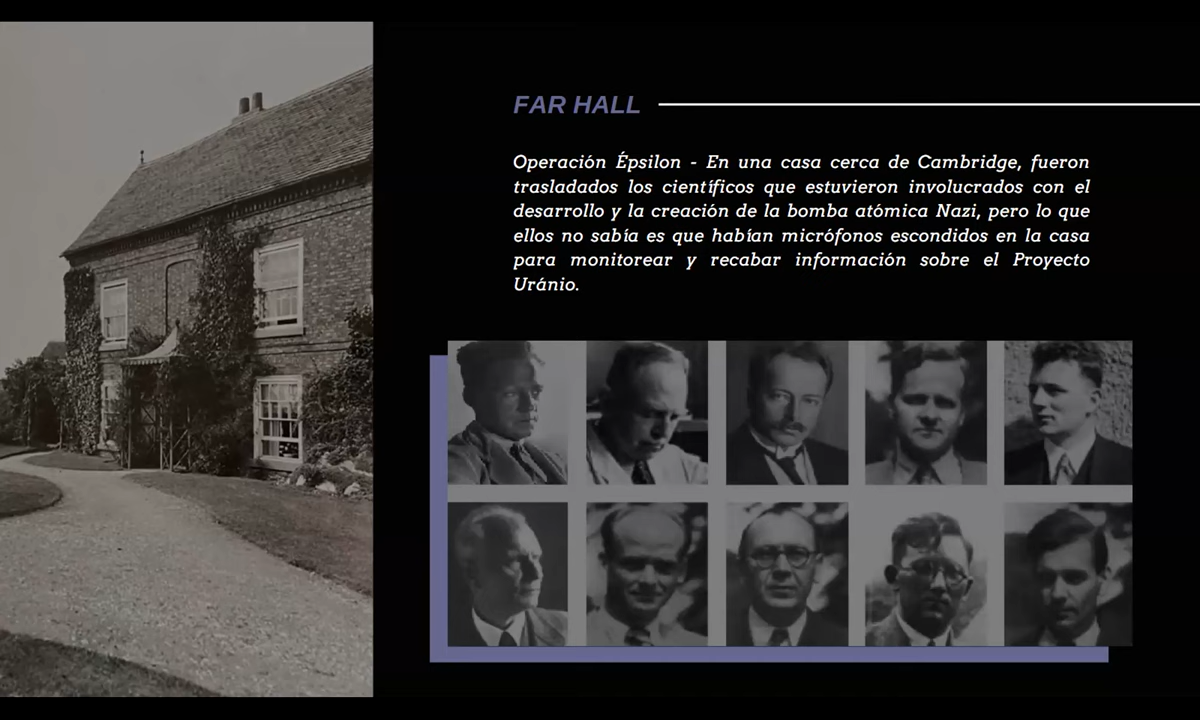 FAR HALL
Operación Épsilon - En una casa cerca de Cambridge, fueron
trasladados los científicos que estuvieron involucrados con el
desarrollo y la creación de la bomba atómica Nazi, pero lo que
ellos no sabía es que habían micrófonos escondidos en la casa
para monitorear y recabar información sobre el Proyecto
Uránio.